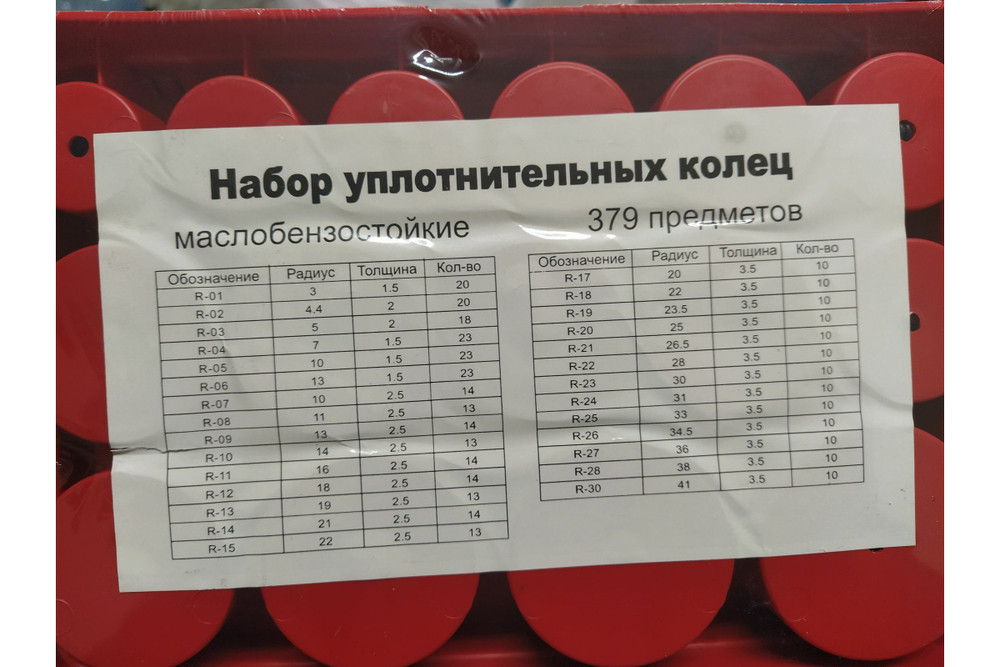 Набор уплотнительных колец
маслобензостойкие
379 предметов
Обозначение Радиус Толщина Кол-во
R-01 3 1.5 20
R-02 4.4 2 20
R-03 5 2 18
R-04 7 1.5 23
R-05 10 1.5 23
R-06 13 1.5 23
R-07 10 2.5 14
R-08 11 2.5 13
R-09 13 2.5 14
R-10 14 2.5 13
R-11 16 2.5 14
R-12 18 2.5 14
R-13 19 2.5 13
R-14 21 2.5 14
R-15 22 2.5 13
Обозначение Радиус Толщина Кол-во
R-17 20 3.5 10
R-18 22 3.5 10
R-19 23.5 3.5 10
R-20 25 3.5 10
R-21 26.5 3.5 10
R-22 28 3.5 10
R-23 30 3.5 10
R-24 31 3.5 10
R-25 33 3.5 10
R-26 34.5 3.5 10
R-27 36 3.5 10
R-28 38 3.5 10
R-30 41 3.5 10